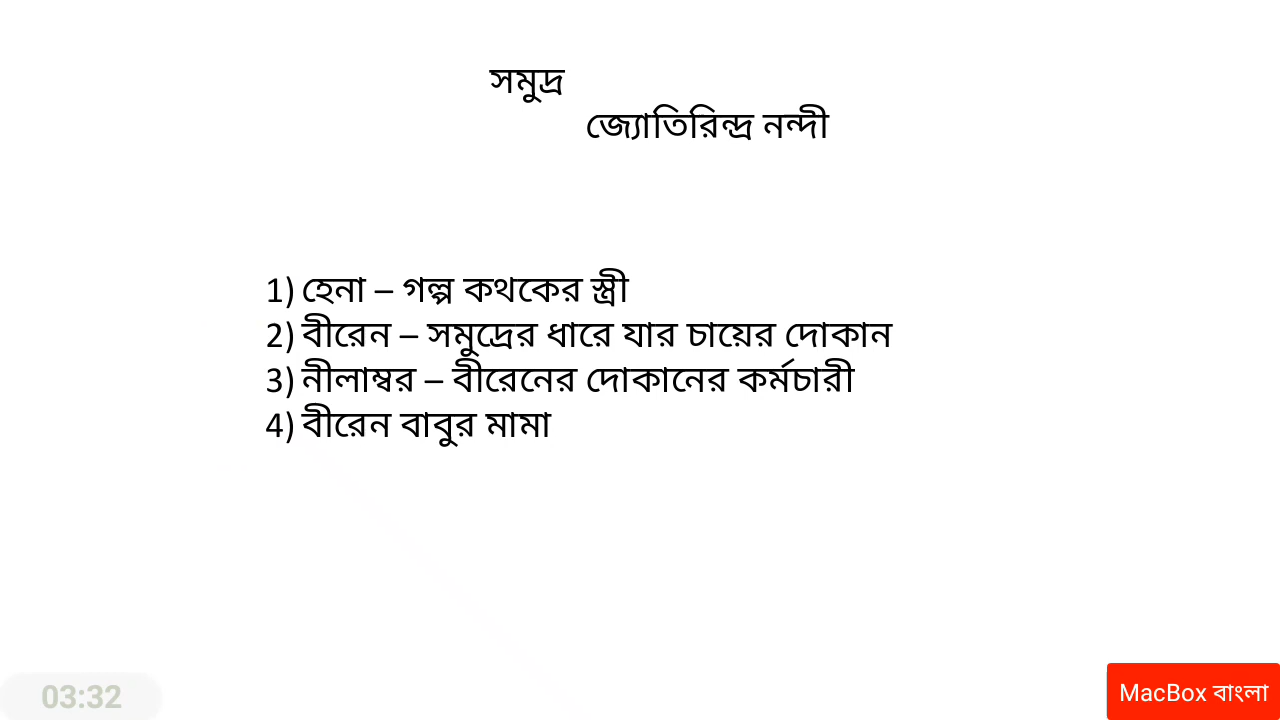 সমুদ্র
জ্যোতিরিন্দ্র নন্দী
1) হেনা – গল্প কথকের স্ত্রী
2) বীরেন – সমুদ্রের ধারে যার চায়ের দোকান
3) নীলাম্বর – বীরেনের দোকানের কর্মচারী
4) বীরেন বাবুর মামা
03:32
MacBox বাংলা